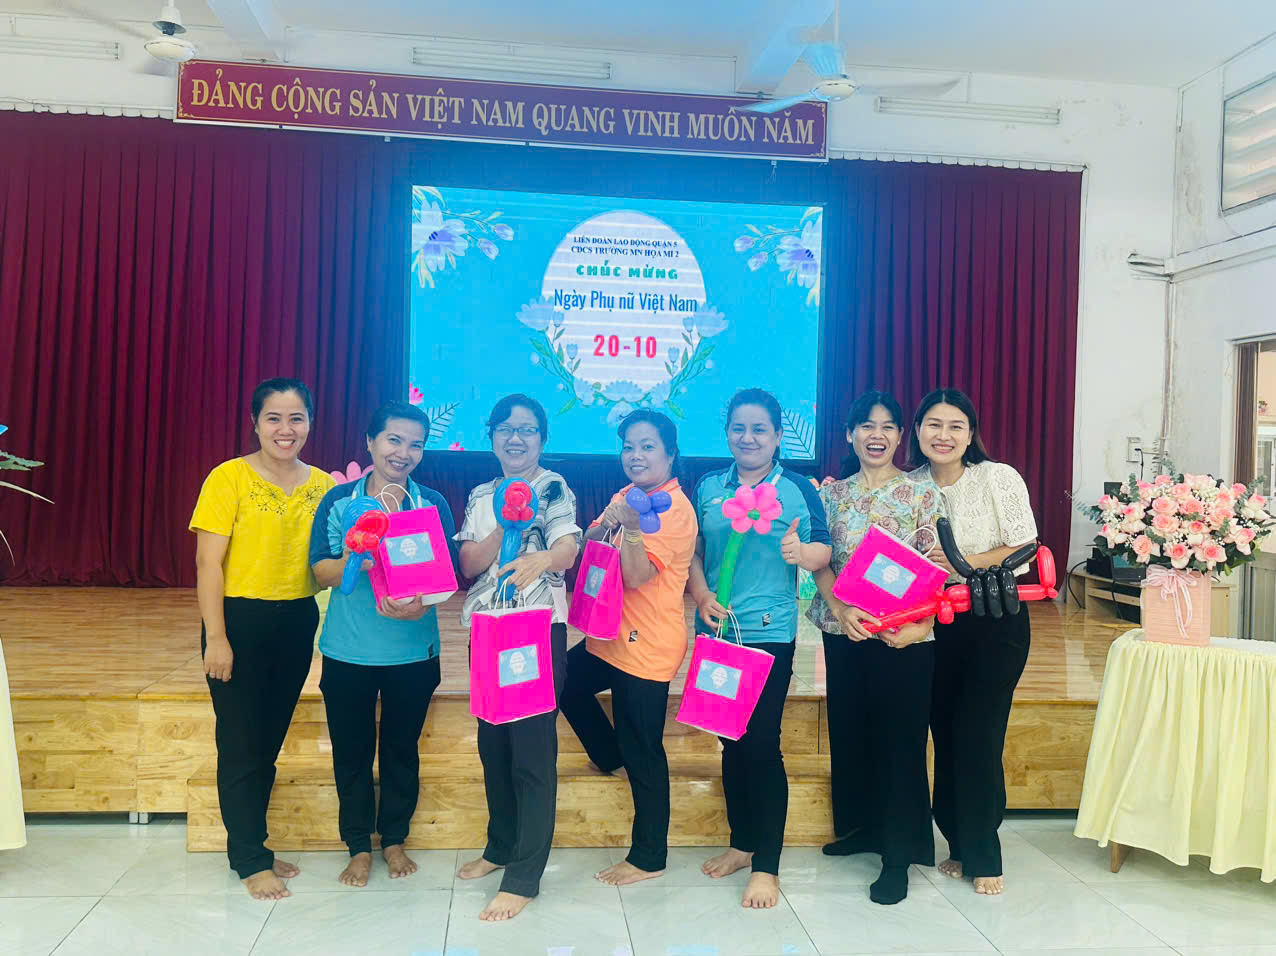 ĐẢNG CỘNG SẢN VIỆT NAM QUANG VINH MUÔN NĂM
LIÊN ĐOÀN LAO ĐỘNG QUẬN 5
CĐCS TRƯỜNG MN HỌA MI 2
CHÚC MỪNG
Ngày Phụ nữ Việt Nam
20-10